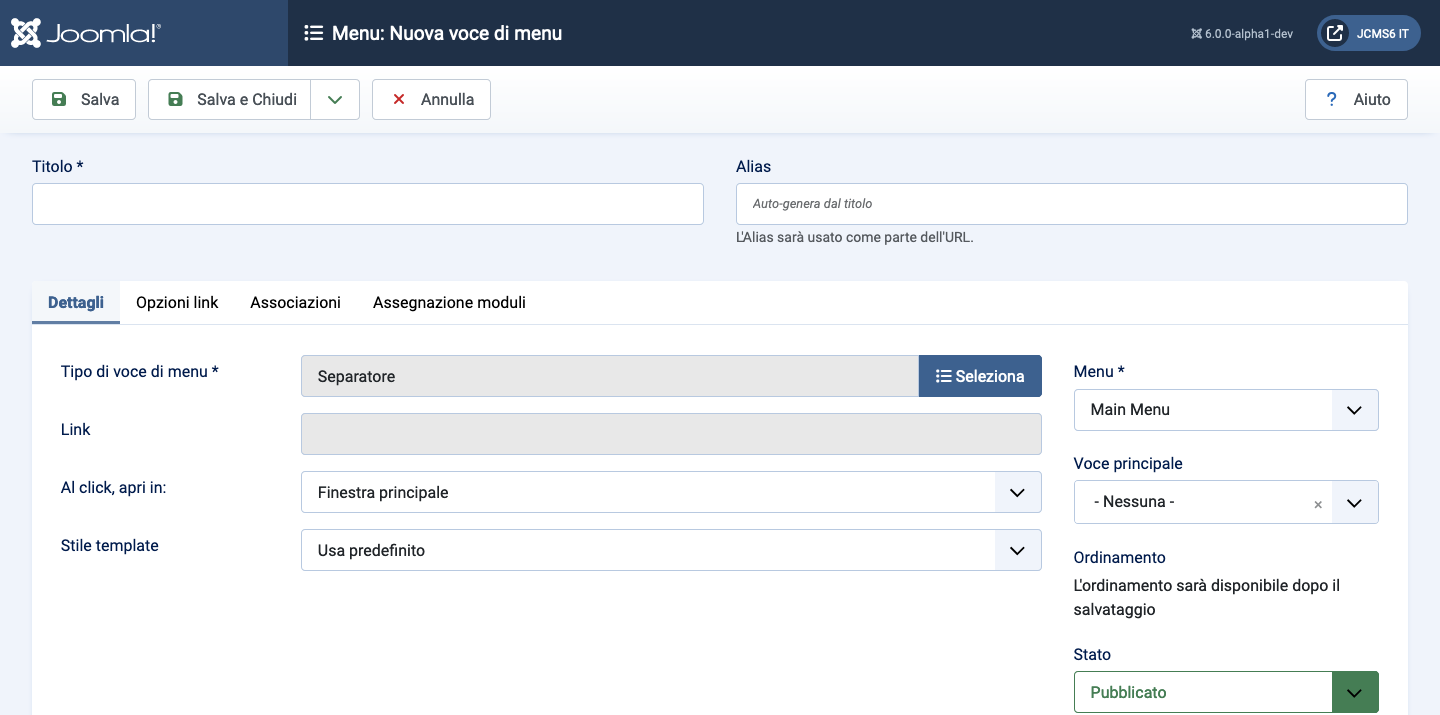 Joomla!®
Menu: Nuova voce di menu
6.0.0-alpha1-dev
JCMS6 IT
Salva
Salva e Chiudi
Annulla
? Aiuto
Titolo *
Alias
Auto-genera dal titolo
L'Alias sarà usato come parte dell'URL.
Dettagli
Opzioni link
Associazioni
Assegnazione moduli
Tipo di voce di menu *
Separatore
Seleziona
Link
Al click, apri in:
Finestra principale
Stile template
Usa predefinito
Menu *
Main Menu
Voce principale
- Nessuna -
×
Ordinamento
L'ordinamento sarà disponibile dopo il
salvataggio
Stato
Pubblicato